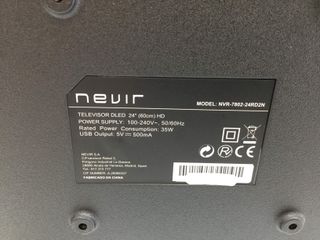 nevir
MODEL: NVR-7802-24RD2N
TELEVISOR DLED 24" (60cm) HD
POWER SUPPLY: 100-240V~, 50/60Hz
Rated Power Consumption: 35W
USB Output: 5V ⎓ 500mA
NEVIR S.A.
FABRICADO EN CHINA